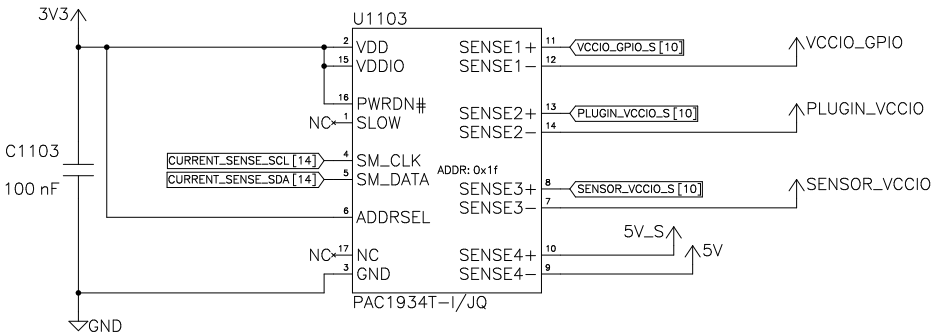 3V3
U1103
2 VDD SENSE1+ 11 VCCIO_GPIO_S [10]
VCCIO_GPIO
15 VDDIO SENSE1- 12
16 PWRDN# SENSE2+ 13 PLUGIN_VCCIO_S [10]
PLUGIN_VCCIO
NC 1 SLOW SENSE2- 14
C1103
100 nF
CURRENT_SENSE_SCL [14] 4 SM_CLK
CURRENT_SENSE_SDA [14] 5 SM_DATA
ADDR: 0x1f
SENSE3+ 8 SENSOR_VCCIO_S [10]
SENSOR_VCCIO
6 ADDRSEL SENSE3- 7
5V_S
5V
NC 17 NC SENSE4+ 10
3 GND SENSE4- 9
PAC1934T-I/JQ
GND